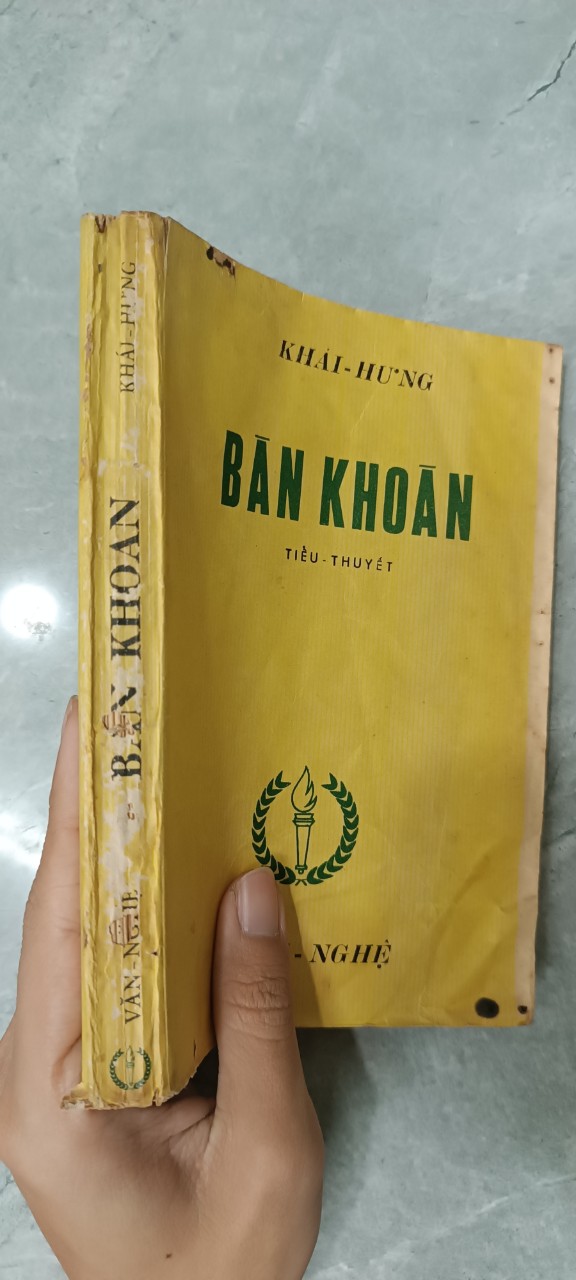 KHÁI-HƯNG
BĂN KHOĂN
TIỂU-THUYẾT
- NGHỆ
VĂN-NGHỆ - BĂN KHOĂN KHÁI-HƯNG